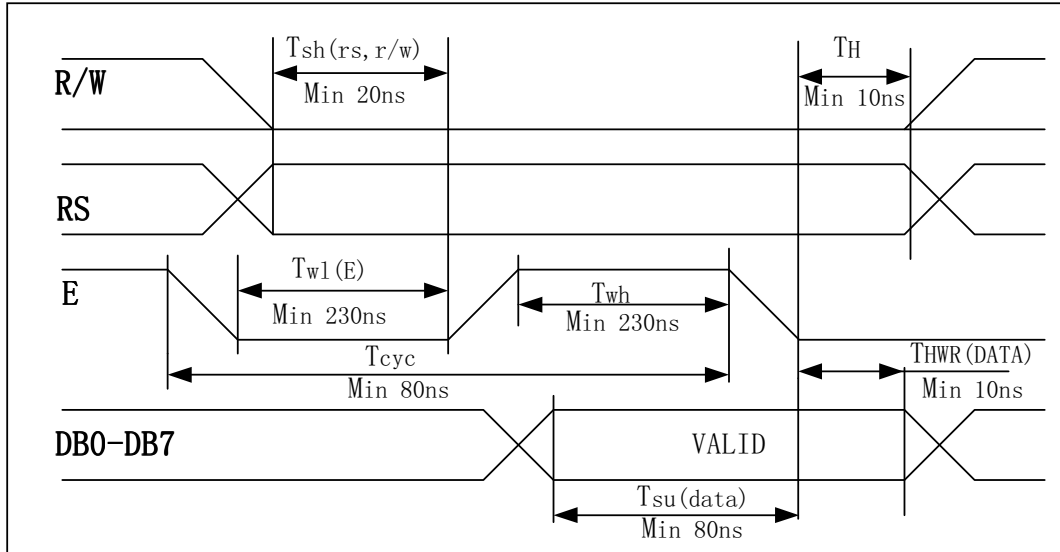 Tsh(rs,r/w)
Min 20ns
TH
Min 10ns
R/W
RS
E
Twl(E)
Min 230ns
Twh
Min 230ns
Tcyc
Min 80ns
THWR(DATA)
Min 10ns
DB0-DB7
VALID
Tsu(data)
Min 80ns